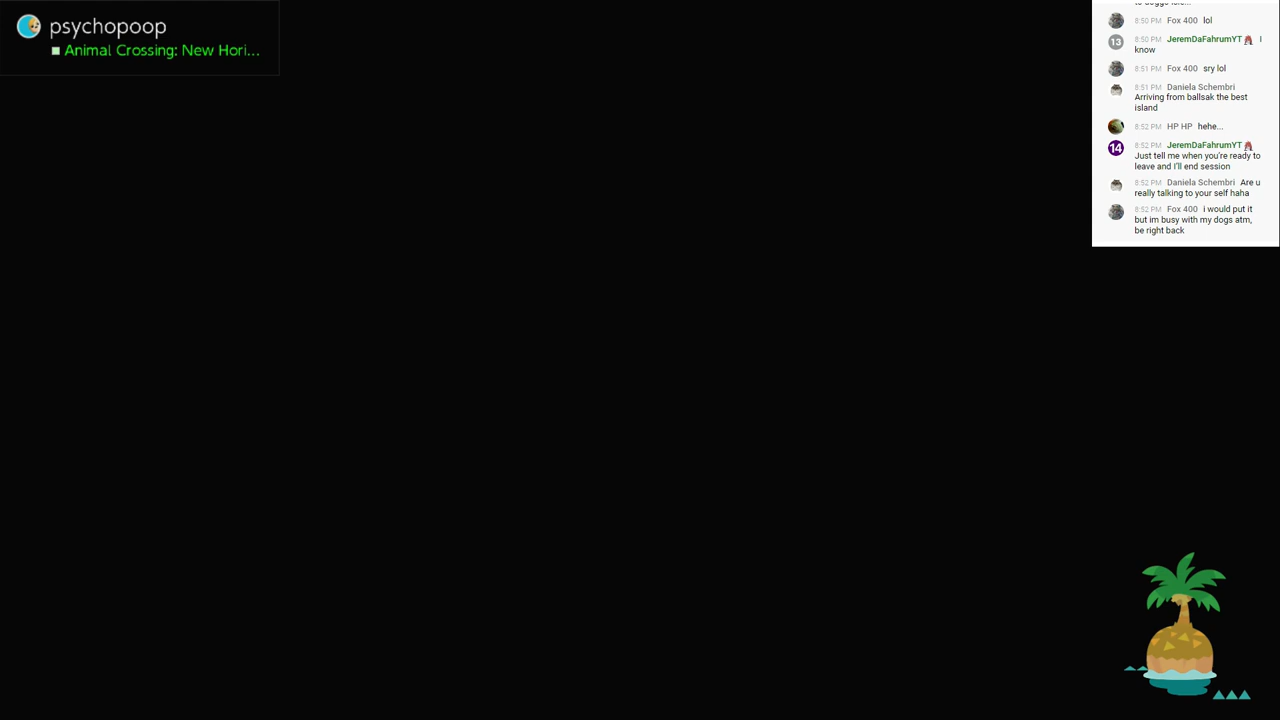 psychopoop
Animal Crossing: New Hori...
8:50 PM Fox 400 lol
13 8:50 PM JeremDaFahrumYT I
know
8:51 PM Fox 400 sry lol
8:51 PM Daniela Schembri
Arriving from ballsak the best
island
8:52 PM HP HP hehe...
14 8:52 PM JeremDaFahrumYT
Just tell me when you're ready to
leave and I'll end session
8:52 PM Daniela Schembri Are u
really talking to your self haha
8:52 PM Fox 400 i would put it
but im busy with my dogs atm,
be right back